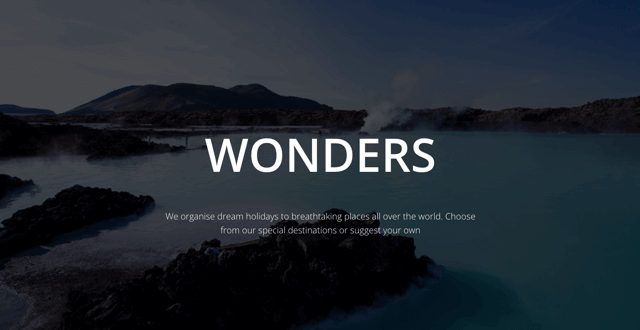 WONDERS
We organise dream holidays to breathtaking places all over the world. Choose
from our special destinations or suggest your own